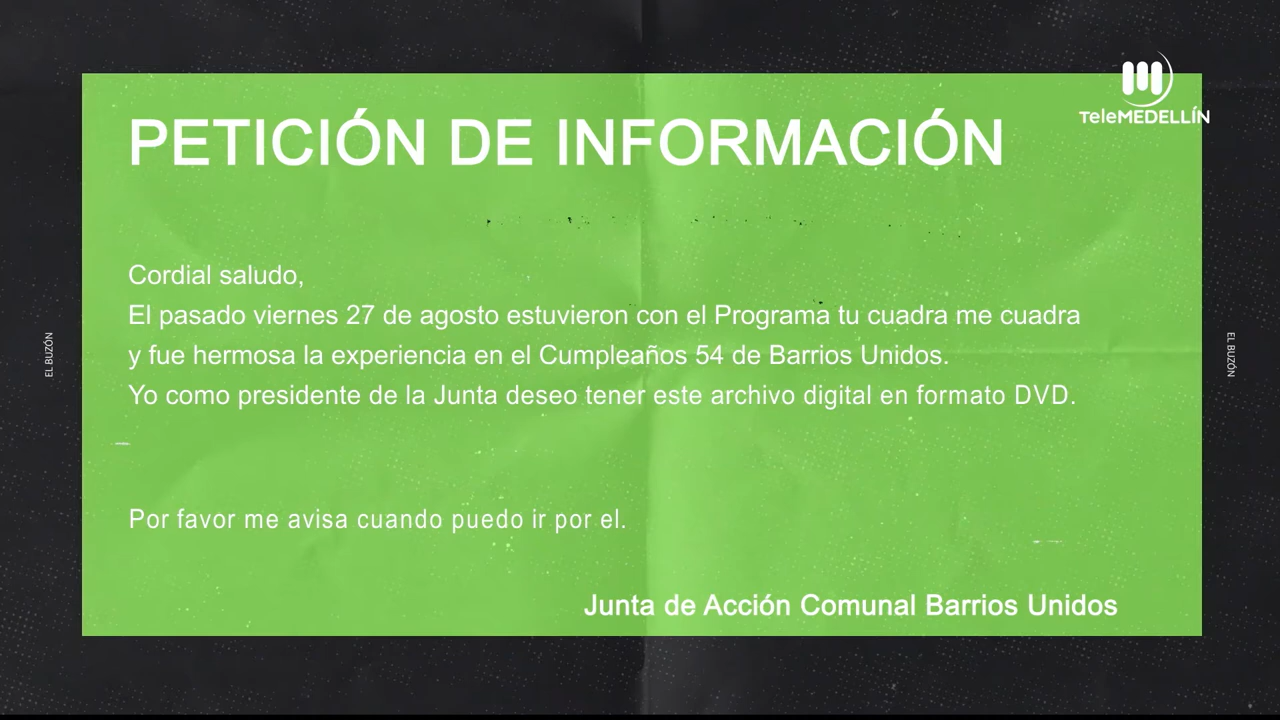 TeleMEDELLÍN
PETICIÓN DE INFORMACIÓN
Cordial saludo,
El pasado viernes 27 de agosto estuvieron con el Programa tu cuadra me cuadra
y fue hermosa la experiencia en el Cumpleaños 54 de Barrios Unidos.
Yo como presidente de la Junta deseo tener este archivo digital en formato DVD.
Por favor me avisa cuando puedo ir por el.
Junta de Acción Comunal Barrios Unidos
EL BUZÓN
EL BUZÓN